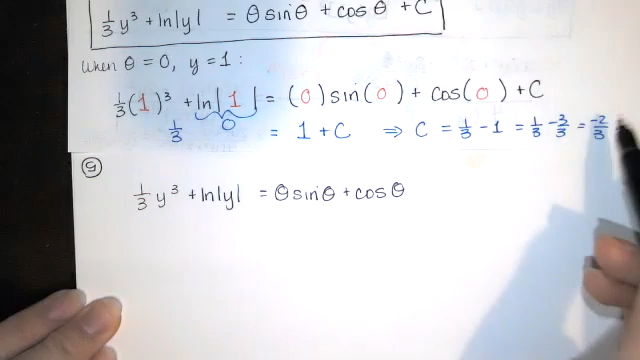 1/3 y³ + ln|y| = θ sin θ + cos θ + C
When θ = 0, y = 1 :
1/3 (1)³ + ln|1| = (0) sin(0) + cos(0) + C
1/3 0 = 1 + C ⇒ C = 1/3 - 1 = 1/3 - 3/3 = -2/3
⑤
1/3 y³ + ln|y| = θ sin θ + cos θ